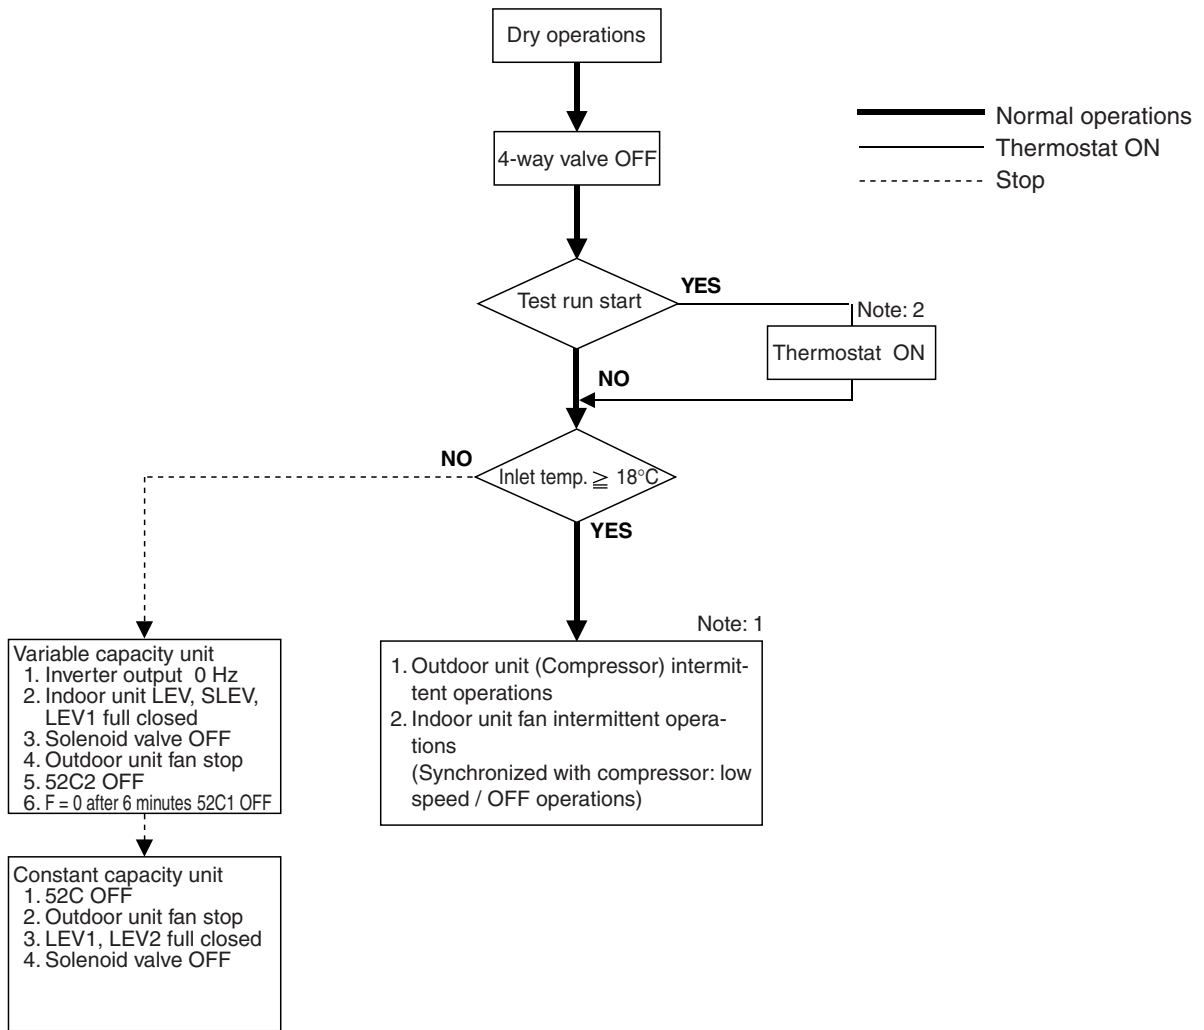 Dry operations
Normal operations
Thermostat ON
Stop
4-way valve OFF
Test run start
YES
Note: 2
Thermostat ON
NO
NO
Inlet temp. ≧ 18°C
YES
Note: 1
1. Outdoor unit (Compressor) intermit-
tent operations
2. Indoor unit fan intermittent opera-
tions
(Synchronized with compressor: low
speed / OFF operations)
Variable capacity unit
1. Inverter output 0 Hz
2. Indoor unit LEV, SLEV,
LEV1 full closed
3. Solenoid valve OFF
4. Outdoor unit fan stop
5. 52C2 OFF
6. F = 0 after 6 minutes 52C1 OFF
Constant capacity unit
1. 52C OFF
2. Outdoor unit fan stop
3. LEV1, LEV2 full closed
4. Solenoid valve OFF